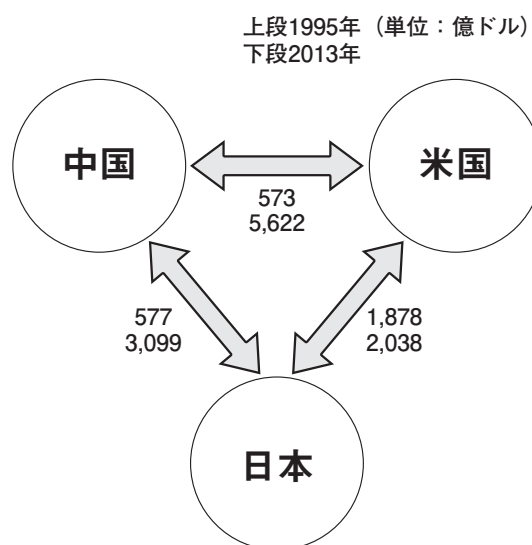 上段1995年（単位：億ドル）
下段2013年
中国
米国
573
5,622
577
3,099
1,878
2,038
日本